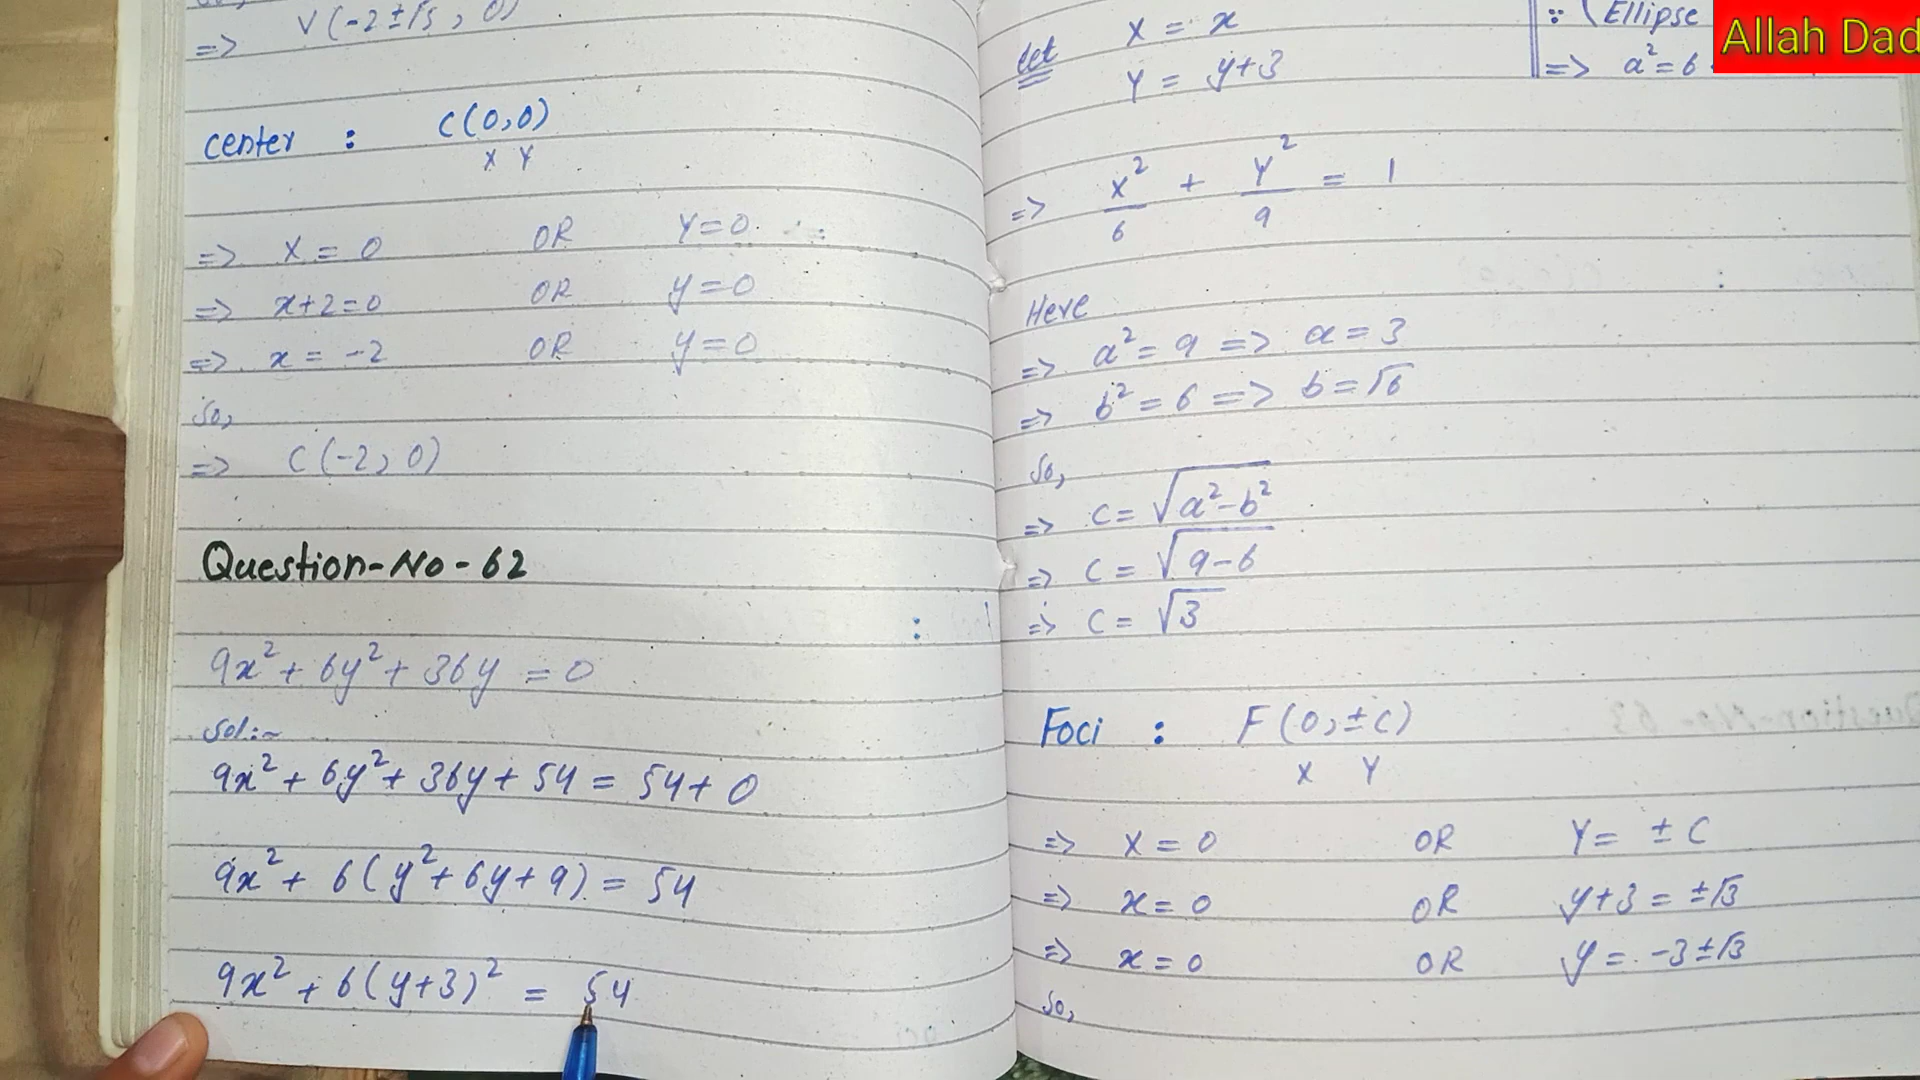 => V(-2±√5, 0)
center : C(0,0)
X Y
=> X = 0 OR Y=0
=> x+2=0 OR y=0
=> x = -2 OR y=0
So,
=> C(-2, 0)
Question-No-62
9x²+6y²+36y = 0
Sol:~
9x²+6y²+36y+54 = 54+0
9x²+6(y²+6y+9) = 54
9x²+6(y+3)² = 54
Let X = x
Y = y+3
∵ (Ellipse
=> a²=6
Allah Dad
=> X²/6 + Y²/9 = 1
Here
=> a²=9 => a=3
=> b²=6 => b=√6
So,
=> c = √a²-b²
=> c = √9-6
=> c = √3
Foci : F(0,±c)
X Y
=> X = 0 OR Y = ±c
=> x=0 OR y+3 = ±√3
=> x=0 OR y = -3±√3
So,